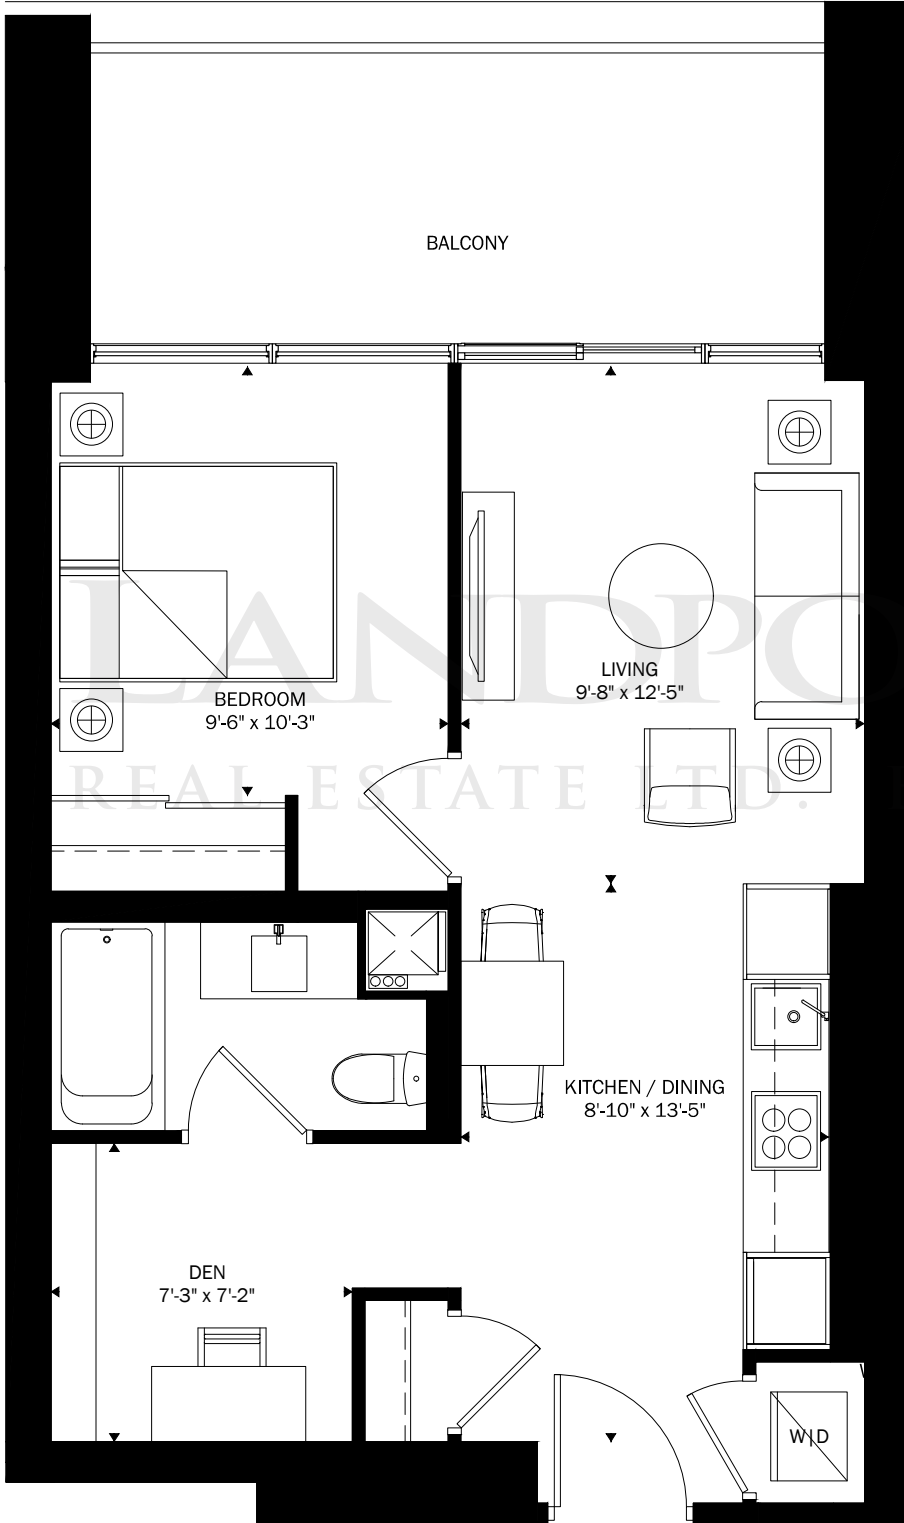 BALCONY
LIVING
9'-8" x 12'-5"
BEDROOM
9'-6" x 10'-3"
LANDPO
REAL ESTATE LTD.
KITCHEN / DINING
8'-10" x 13'-5"
DEN
7'-3" x 7'-2"
W|D